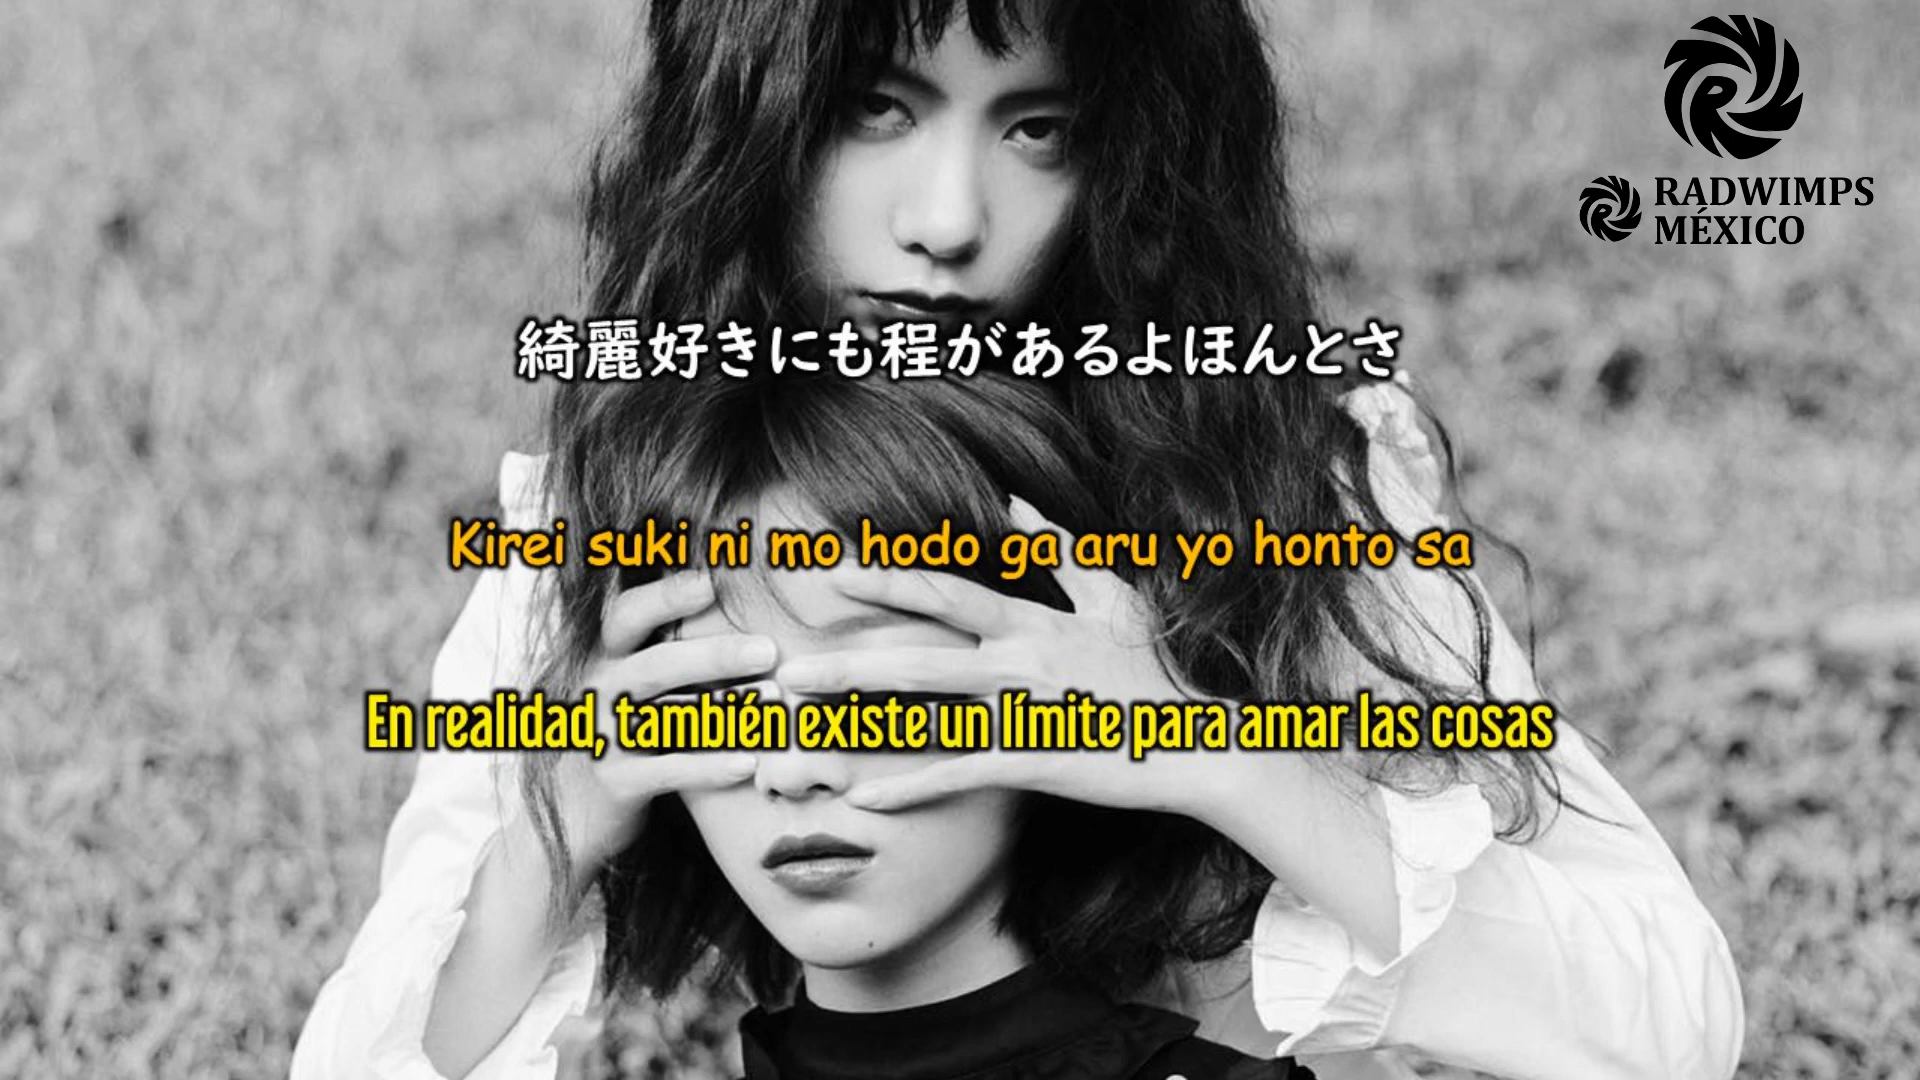 RADWIMPS
MÉXICO
綺麗好きにも程があるよほんとさ
Kirei suki ni mo hodo ga aru yo honto sa
En realidad, también existe un límite para amar las cosas